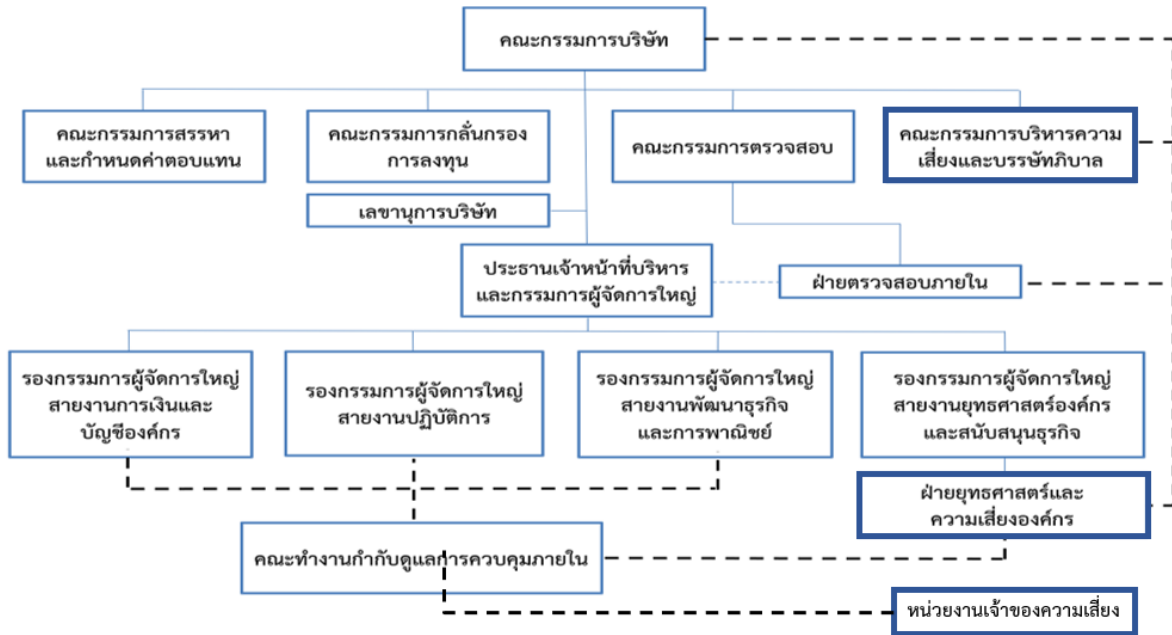 คณะกรรมการบริษัท
คณะกรรมการสรรหา
และกำหนดค่าตอบแทน
คณะกรรมการกลั่นกรอง
การลงทุน
คณะกรรมการตรวจสอบ
คณะกรรมการบริหารความ
เสี่ยงและบรรษัทภิบาล
เลขานุการบริษัท
ประธานเจ้าหน้าที่บริหาร
และกรรมการผู้จัดการใหญ่
ฝ่ายตรวจสอบภายใน
รองกรรมการผู้จัดการใหญ่
สายงานการเงินและ
บัญชีองค์กร
รองกรรมการผู้จัดการใหญ่
สายงานปฏิบัติการ
รองกรรมการผู้จัดการใหญ่
สายงานพัฒนาธุรกิจ
และการพาณิชย์
รองกรรมการผู้จัดการใหญ่
สายงานยุทธศาสตร์องค์กร
และสนับสนุนธุรกิจ
ฝ่ายยุทธศาสตร์และ
ความเสี่ยงองค์กร
คณะทำงานกำกับดูแลการควบคุมภายใน
หน่วยงานเจ้าของความเสี่ยง